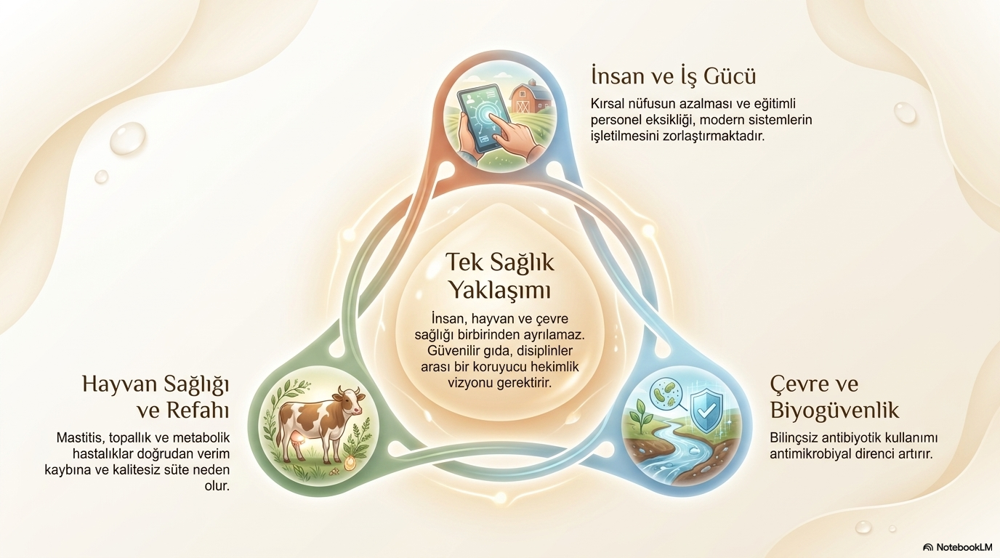 İnsan ve İş Gücü
Kırsal nüfusun azalması ve eğitimli
personel eksikliği, modern sistemlerin
işletilmesini zorlaştırmaktadır.
Tek Sağlık
Yaklaşımı
İnsan, hayvan ve çevre
sağlığı birbirinden ayrılamaz.
Güvenilir gıda, disiplinler
arası bir koruyucu hekimlik
vizyonu gerektirir.
Hayvan Sağlığı
ve Refahı
Mastitis, topallık ve metabolik
hastalıklar doğrudan verim
kaybına ve kalitesiz süte neden
olur.
Çevre ve
Biyogüvenlik
Bilinçsiz antibiyotik kullanımı
antimikrobiyal direnci artırır.
NotebookLM